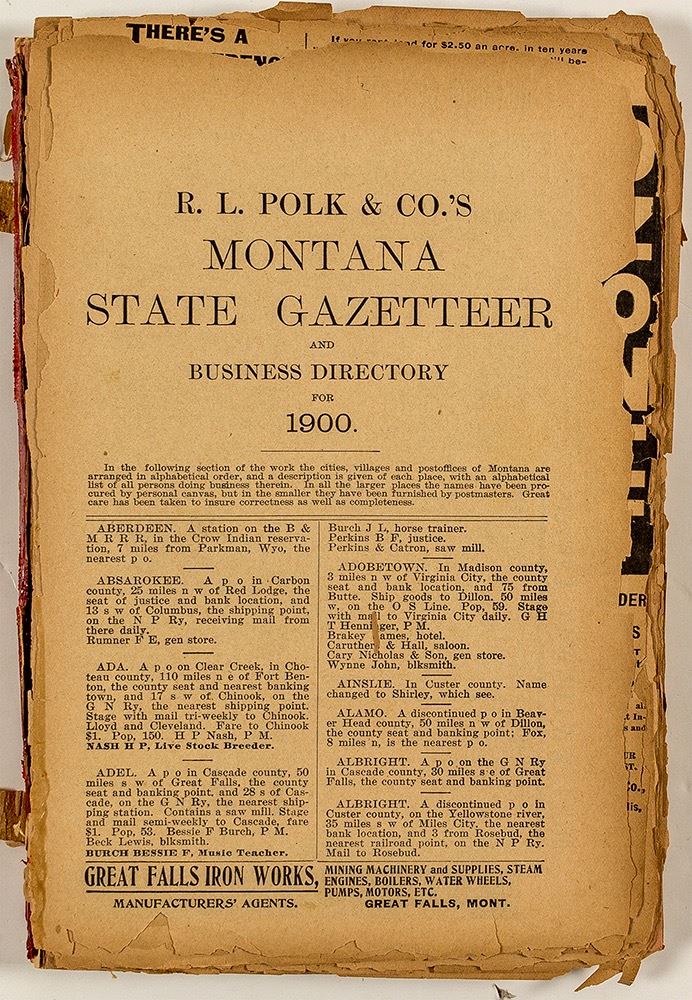 THERE'S A
for $2.50 an acre. in ten years
be-
R. L. POLK & CO.'S
MONTANA
STATE GAZETTEER
AND
BUSINESS DIRECTORY
FOR
1900.
In the following section of the work the cities, villages and postoffices of Montana are
arranged in alphabetical order, and a description is given of each place, with an alphabetical
list of all persons doing business therein. In all the larger places the names have been pro-
cured by personal canvas, but in the smaller they have been furnished by postmasters. Great
care has been taken to insure correctness as well as completeness.
ABERDEEN. A station on the B &
M R R R, in the Crow Indian reserva-
tion, 7 miles from Parkman, Wyo, the
nearest p o.
ABSAROKEE. A p o in Carbon
county, 25 miles n w of Red Lodge, the
seat of justice and bank location, and
13 s w of Columbus, the shipping point,
on the N P Ry, receiving mail from
there daily.
Rumner F E, gen store.
ADA. A p o on Clear Creek, in Cho-
teau county, 110 miles n e of Fort Ben-
ton, the county seat and nearest banking
town, and 17 s w of Chinook, on the
G N Ry, the nearest shipping point.
Stage with mail tri-weekly to Chinook.
Lloyd and Cleveland. Fare to Chinook
$1. Pop, 150. H P Nash, P M.
NASH H P, Live Stock Breeder.
ADEL. A p o in Cascade county, 50
miles s w of Great Falls, the county
seat and banking point, and 28 s of Cas-
cade, on the G N Ry, the nearest ship-
ping station. Contains a saw mill. Stage
and mail semi-weekly to Cascade, fare
$1. Pop, 53. Bessie F Burch, P M.
Beck Lewis, blksmith.
BURCH BESSIE F, Music Teacher.
Burch J L, horse trainer.
Perkins B F, justice.
Perkins & Catron, saw mill.
ADOBETOWN. In Madison county,
3 miles n w of Virginia City, the county
seat and bank location, and 75 from
Butte. Ship goods to Dillon. 50 miles
w, on the O S Line. Pop, 59. Stage
with mail to Virginia City daily. G H
T Henninger, P M.
Brakey James, hotel.
Caruthers & Hall, saloon.
Cary Nicholas & Son, gen store.
Wynne John, blksmith.
AINSLIE. In Custer county. Name
changed to Shirley, which see.
ALAMO. A discontinued p o in Beav-
er Head county, 50 miles n w of Dillon,
the county seat and banking point; Fox,
8 miles n, is the nearest p o.
ALBRIGHT. A p o on the G N Ry
in Cascade county, 30 miles s e of Great
Falls, the county seat and banking point.
ALBRIGHT. A discontinued p o in
Custer county, on the Yellowstone river,
35 miles s w of Miles City, the nearest
bank location, and 3 from Rosebud, the
nearest railroad point, on the N P Ry.
Mail to Rosebud.
GREAT FALLS IRON WORKS,
MANUFACTURERS' AGENTS.
MINING MACHINERY and SUPPLIES, STEAM
ENGINES, BOILERS, WATER WHEELS,
PUMPS, MOTORS, ETC.
GREAT FALLS, MONT.
DER
S